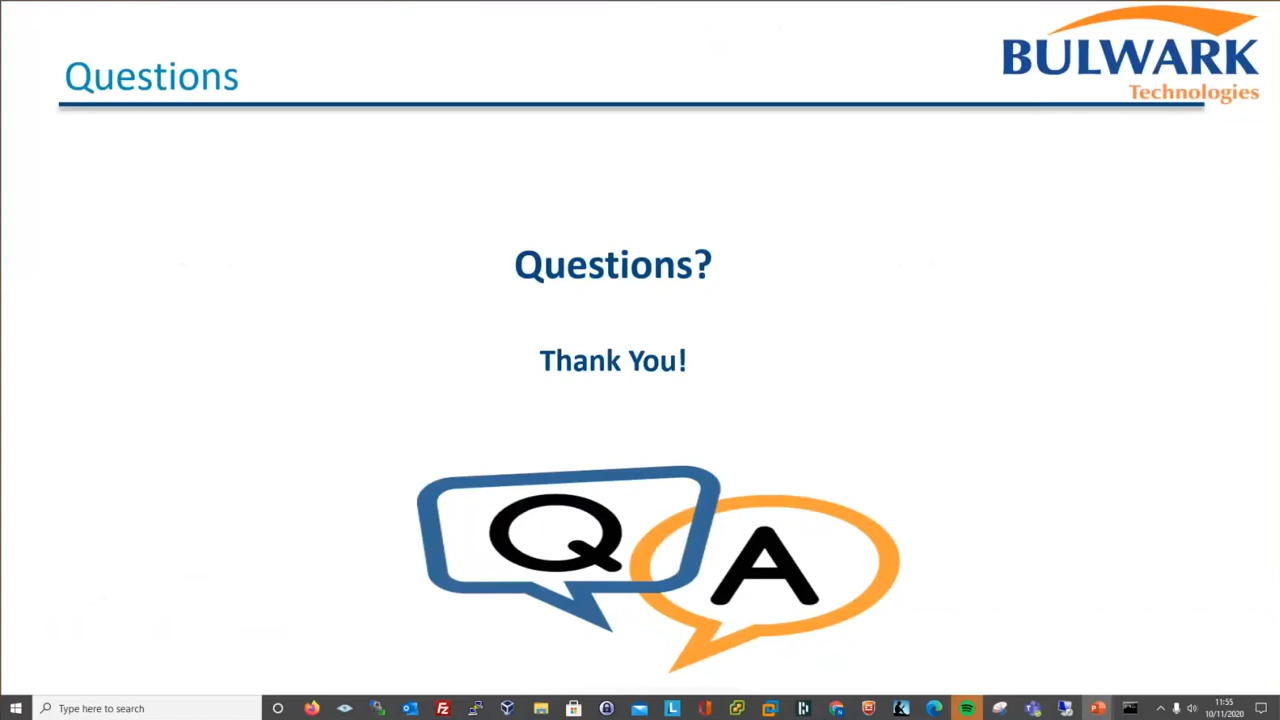 Questions
BULWARK
Technologies
Questions?
Thank You!
Q
A
Type here to search
11:55
10/11/2020